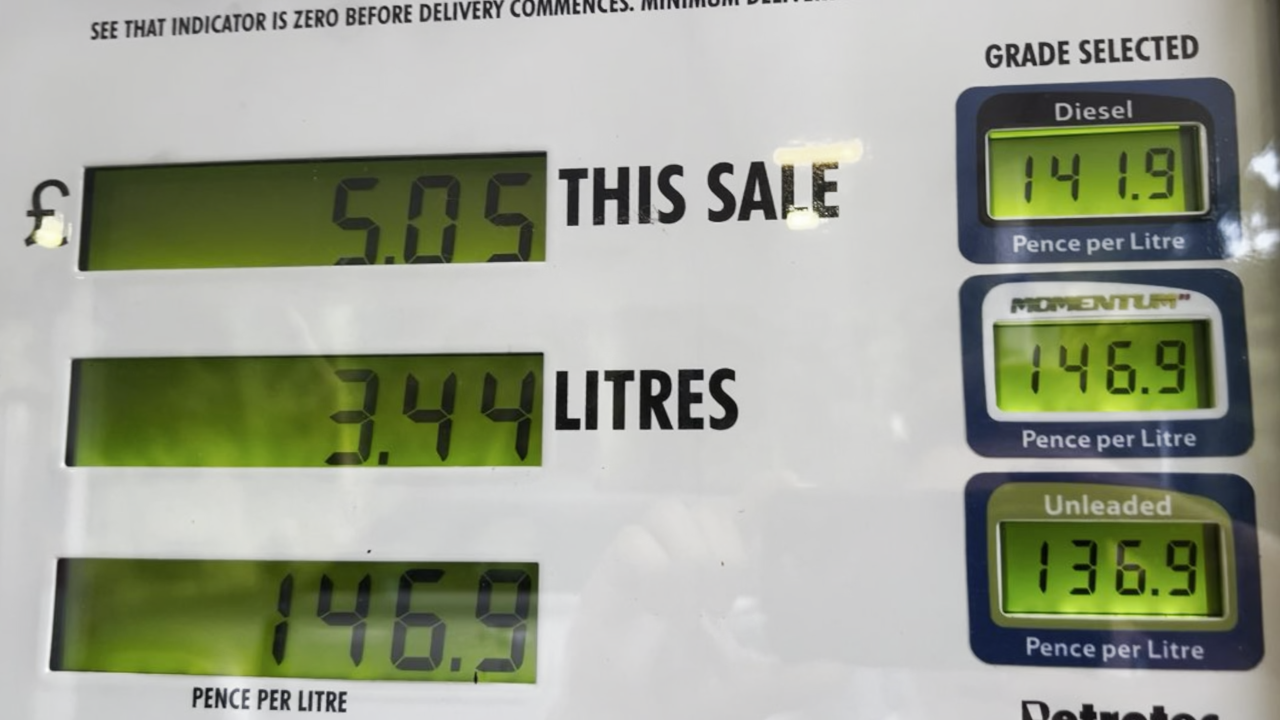 SEE THAT INDICATOR IS ZERO BEFORE DELIVERY COMMENCES. MINIMUM
GRADE SELECTED
Diesel
141.9
Pence per Litre
£ 5.05 THIS SALE
MOMENTUM
146.9
Pence per Litre
3.44 LITRES
Unleaded
136.9
Pence per Litre
146.9
PENCE PER LITRE